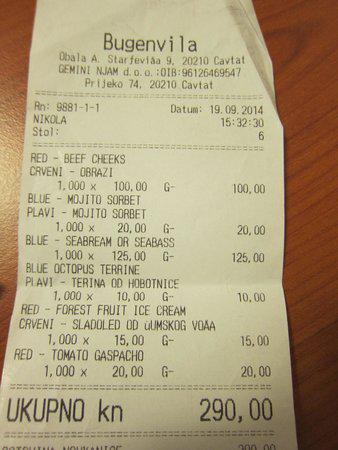 Bugenvila
Obala A. Starčevića 9, 20210 Cavtat
GEMINI NJAM d.o.o.;OIB:96126469547
Prijeko 74, 20210 Cavtat
Rn: 9881-1-1 Datum: 19.09.2014
NIKOLA 15:32:30
Stol: 6
RED - BEEF CHEEKS
CRVENI - OBRAZI
1,000 x 100,00 G- 100,00
BLUE - MOJITO SORBET
PLAVI - MOJITO SORBET
1,000 x 20,00 G- 20,00
BLUE - SEABREAM OR SEABASS
1,000 x 125,00 G- 125,00
BLUE OCTOPUS TERRINE
PLAVI - TERINA OD HOBOTNICE
1,000 x 10,00 G- 10,00
RED - FOREST FRUIT ICE CREAM
CRVENI - SLADOLED OD
1,000 x 15,00 G- 15,00
RED - TOMATO GASPACHO
1,000 x 20,00 G- 20,00
UKUPNO kn 290,00